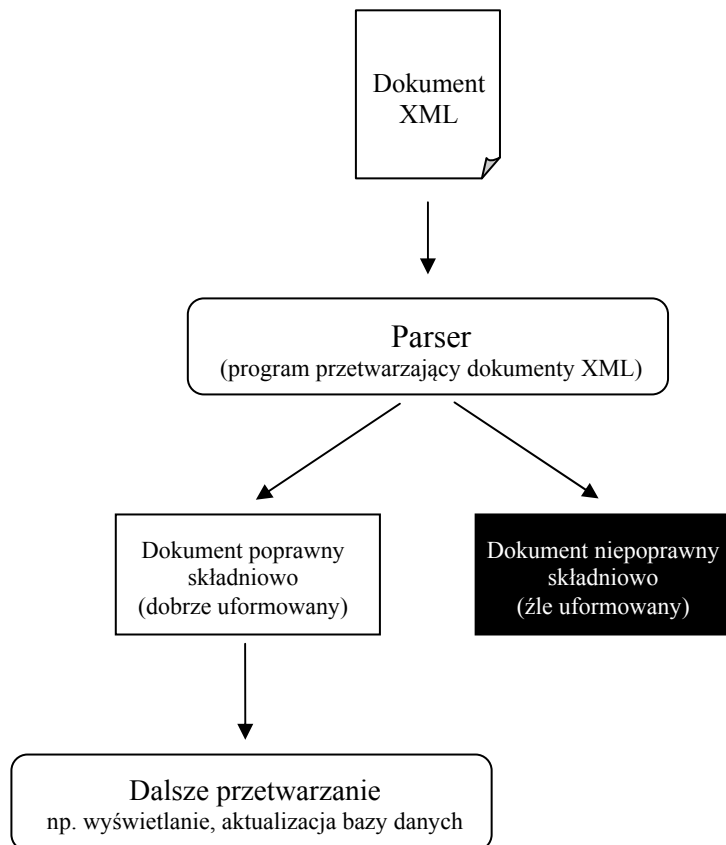 Dokument
XML
Parser
(program przetwarzający dokumenty XML)
Dokument poprawny
składniowo
(dobrze uformowany)
Dokument niepoprawny
składniowo
(źle uformowany)
Dalsze przetwarzanie
np. wyświetlanie, aktualizacja bazy danych